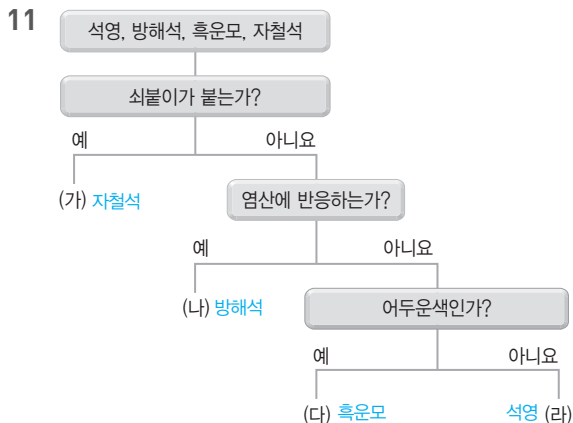 11
석영, 방해석, 흑운모, 자철석
쇠붙이가 붙는가?
예 아니요
(가) 자철석
염산에 반응하는가?
예 아니요
(나) 방해석
어두운색인가?
예 아니요
(다) 흑운모 석영 (라)